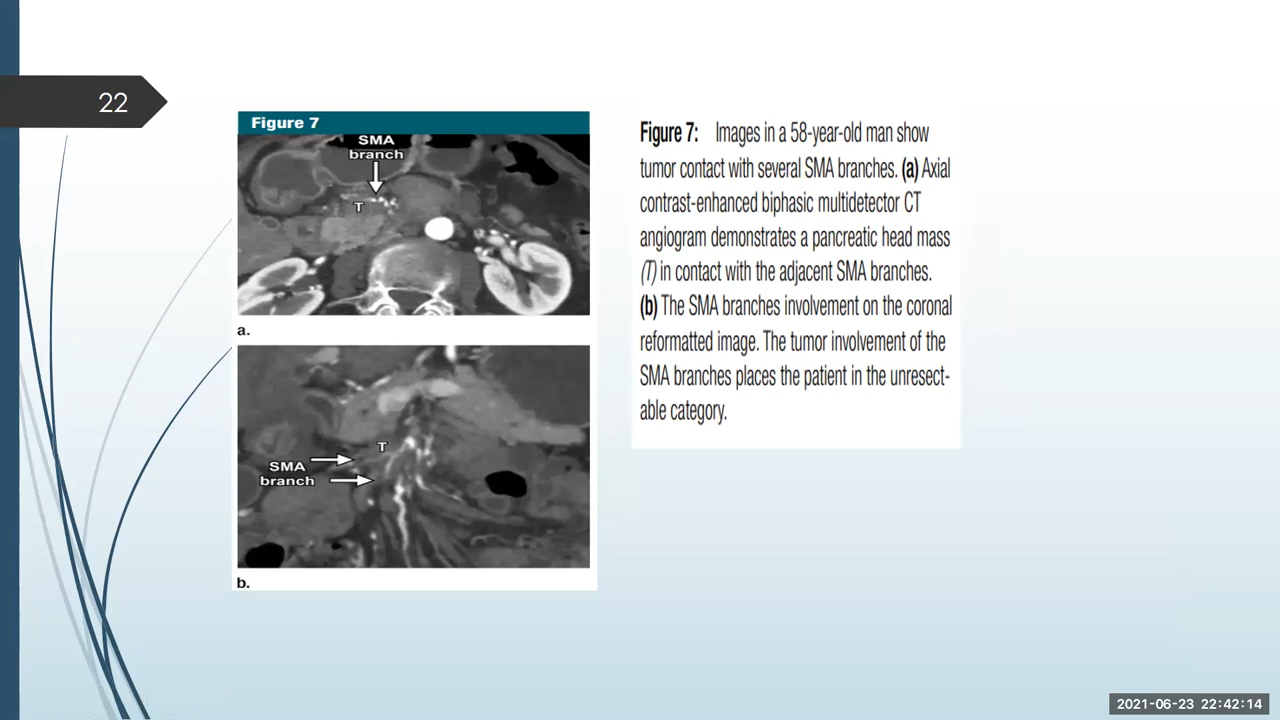 22
Figure 7
SMA
branch
T
a.
T
SMA
branch
b.
Figure 7: Images in a 58-year-old man show
tumor contact with several SMA branches. (a) Axial
contrast-enhanced biphasic multidetector CT
angiogram demonstrates a pancreatic head mass
(T) in contact with the adjacent SMA branches.
(b) The SMA branches involvement on the coronal
reformatted image. The tumor involvement of the
SMA branches places the patient in the unresect-
able category.
2021-06-23 22:42:14